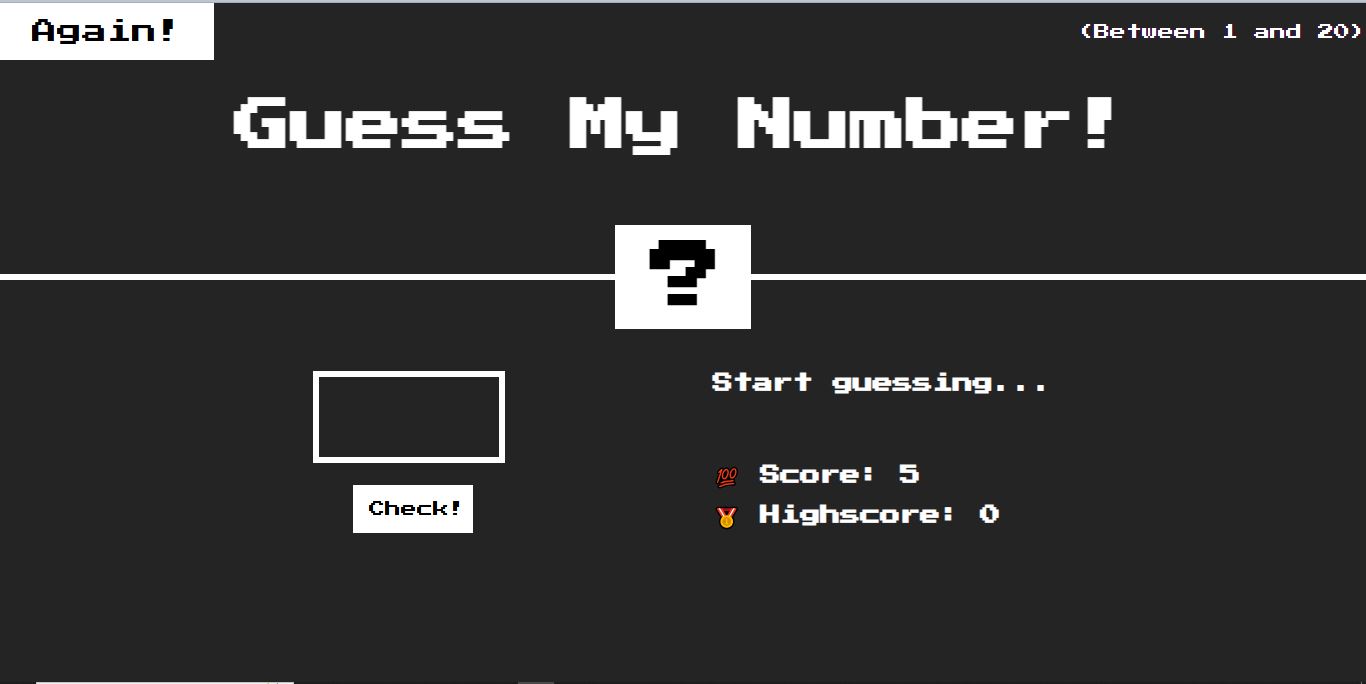 Again!
(Between 1 and 20)
Guess My Number!
?
Start guessing...
Check!
💯 Score: 5
🥇 Highscore: 0